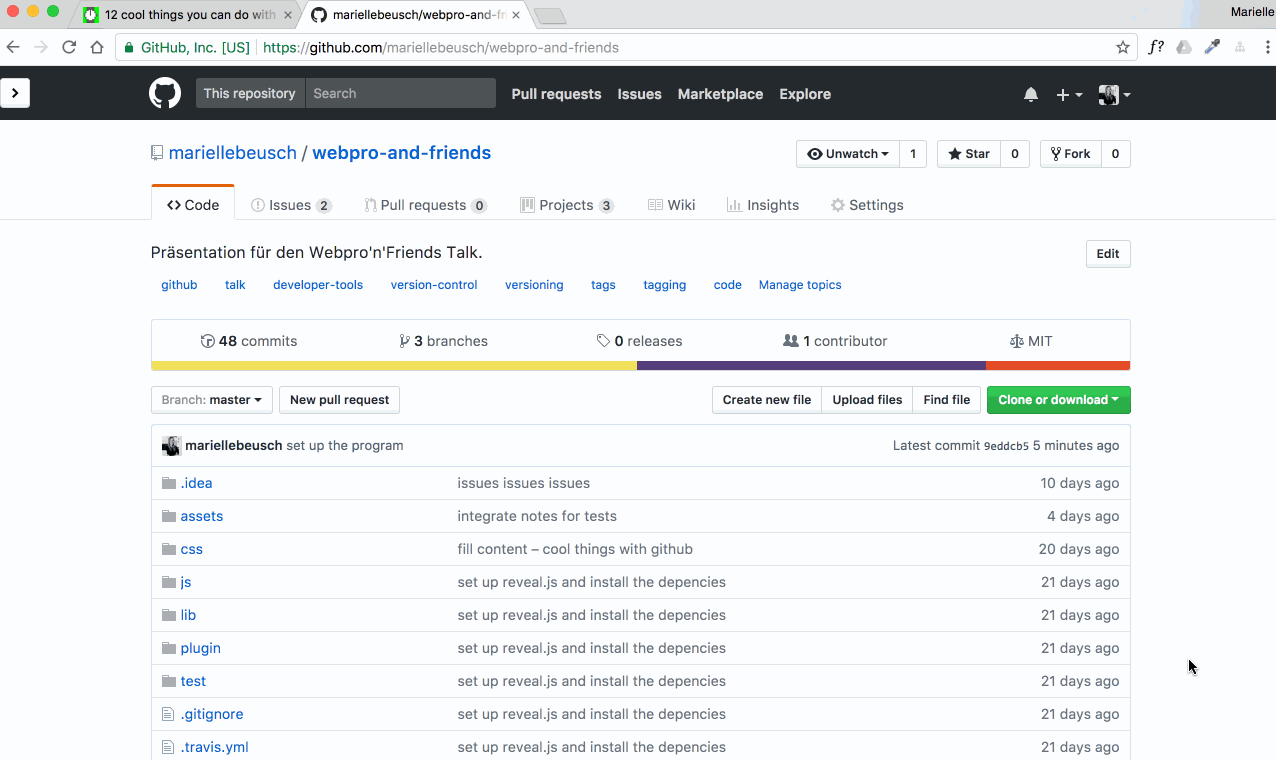 12 cool things you can do with
mariellebeusch/webpro-and-fri
Marielle
GitHub, Inc. [US] https://github.com/mariellebeusch/webpro-and-friends
f?
This repository Search Pull requests Issues Marketplace Explore
mariellebeusch / webpro-and-friends
Unwatch 1 Star 0 Fork 0
Code Issues 2 Pull requests 0 Projects 3 Wiki Insights Settings
Präsentation für den Webpro'n'Friends Talk.
Edit
github talk developer-tools version-control versioning tags tagging code Manage topics
48 commits 3 branches 0 releases 1 contributor MIT
Branch: master New pull request Create new file Upload files Find file Clone or download
mariellebeusch set up the program Latest commit 9eddcb5 5 minutes ago
.idea issues issues issues 10 days ago
assets integrate notes for tests 4 days ago
css fill content – cool things with github 20 days ago
js set up reveal.js and install the depencies 21 days ago
lib set up reveal.js and install the depencies 21 days ago
plugin set up reveal.js and install the depencies 21 days ago
test set up reveal.js and install the depencies 21 days ago
.gitignore set up reveal.js and install the depencies 21 days ago
.travis.yml set up reveal.js and install the depencies 21 days ago